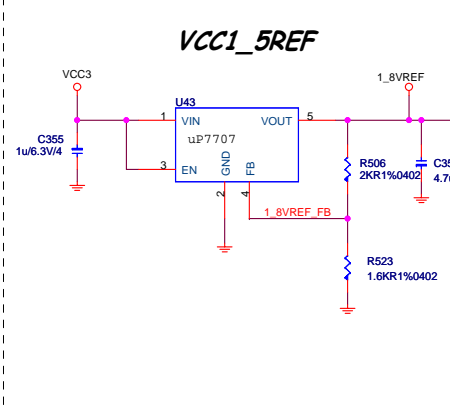 VCC1_5REF
VCC3
1_8VREF
U43
1
VIN
VOUT
5
C355
1u/6.3V/4
uP7707
3
EN
GND
FB
R506
2KR1%0402
C35
4.7u
2
4
1_8VREF_FB
R523
1.6KR1%0402